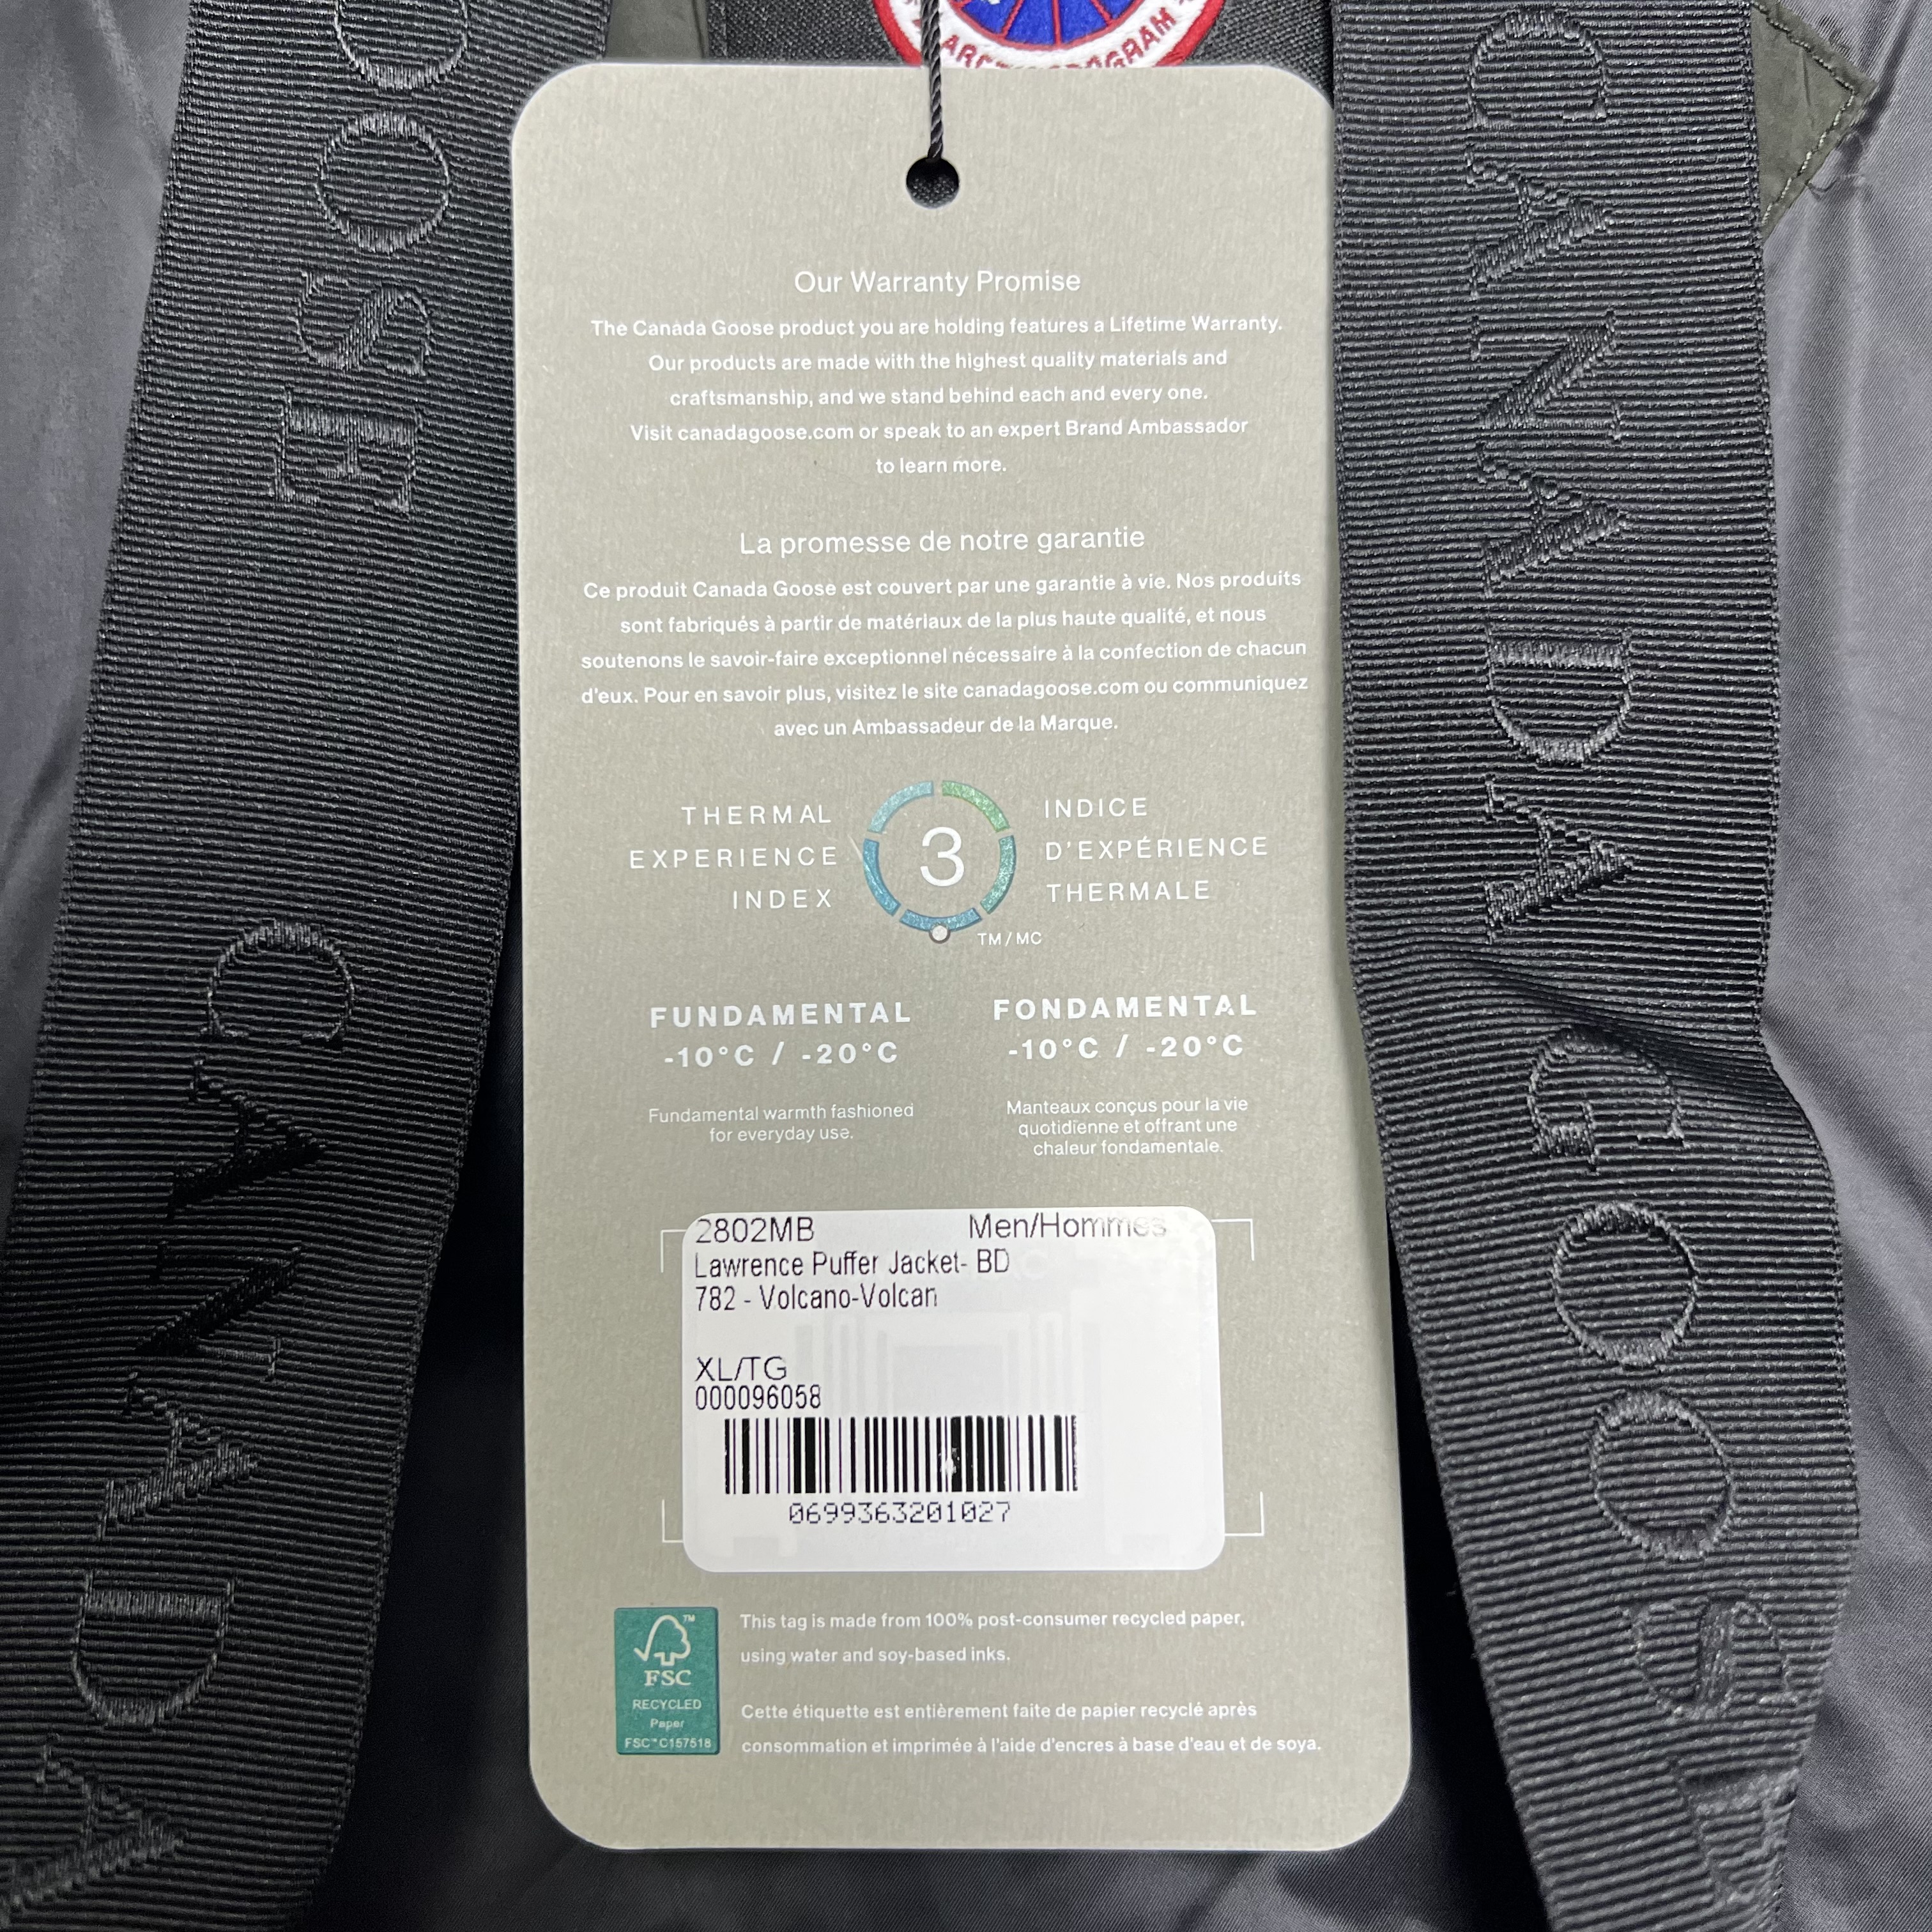 ARCTIC PROGRAM
Our Warranty Promise
The Canada Goose product you are holding features a Lifetime Warranty.
Our products are made with the highest quality materials and
craftsmanship, and we stand behind each and every one.
Visit canadagoose.com or speak to an expert Brand Ambassador
to learn more.
La promesse de notre garantie
Ce produit Canada Goose est couvert par une garantie à vie. Nos produits
sont fabriqués à partir de matériaux de la plus haute qualité, et nous
soutenons le savoir-faire exceptionnel nécessaire à la confection de chacun
d'eux. Pour en savoir plus, visitez le site canadagoose.com ou communiquez
avec un Ambassadeur de la Marque.
THERMAL
EXPERIENCE
INDEX
3
TM/MC
INDICE
D'EXPÉRIENCE
THERMALE
FUNDAMENTAL
-10°C / -20°C
Fundamental warmth fashioned
for everyday use.
FONDAMENTAL
-10°C / -20°C
Manteaux conçus pour la vie
quotidienne et offrant une
chaleur fondamentale.
2802MB Men/Hommes
Lawrence Puffer Jacket- BD
782 - Volcano-Volcan
XL/TG
000096058
0699363201027
FSC™
RECYCLED
Paper
FSC™ C157518
This tag is made from 100% post-consumer recycled paper,
using water and soy-based inks.
Cette étiquette est entièrement faite de papier recyclé après
consommation et imprimée à l'aide d'encres à base d'eau et de soya.
OOSE
CANADA
CANADA GOOSE